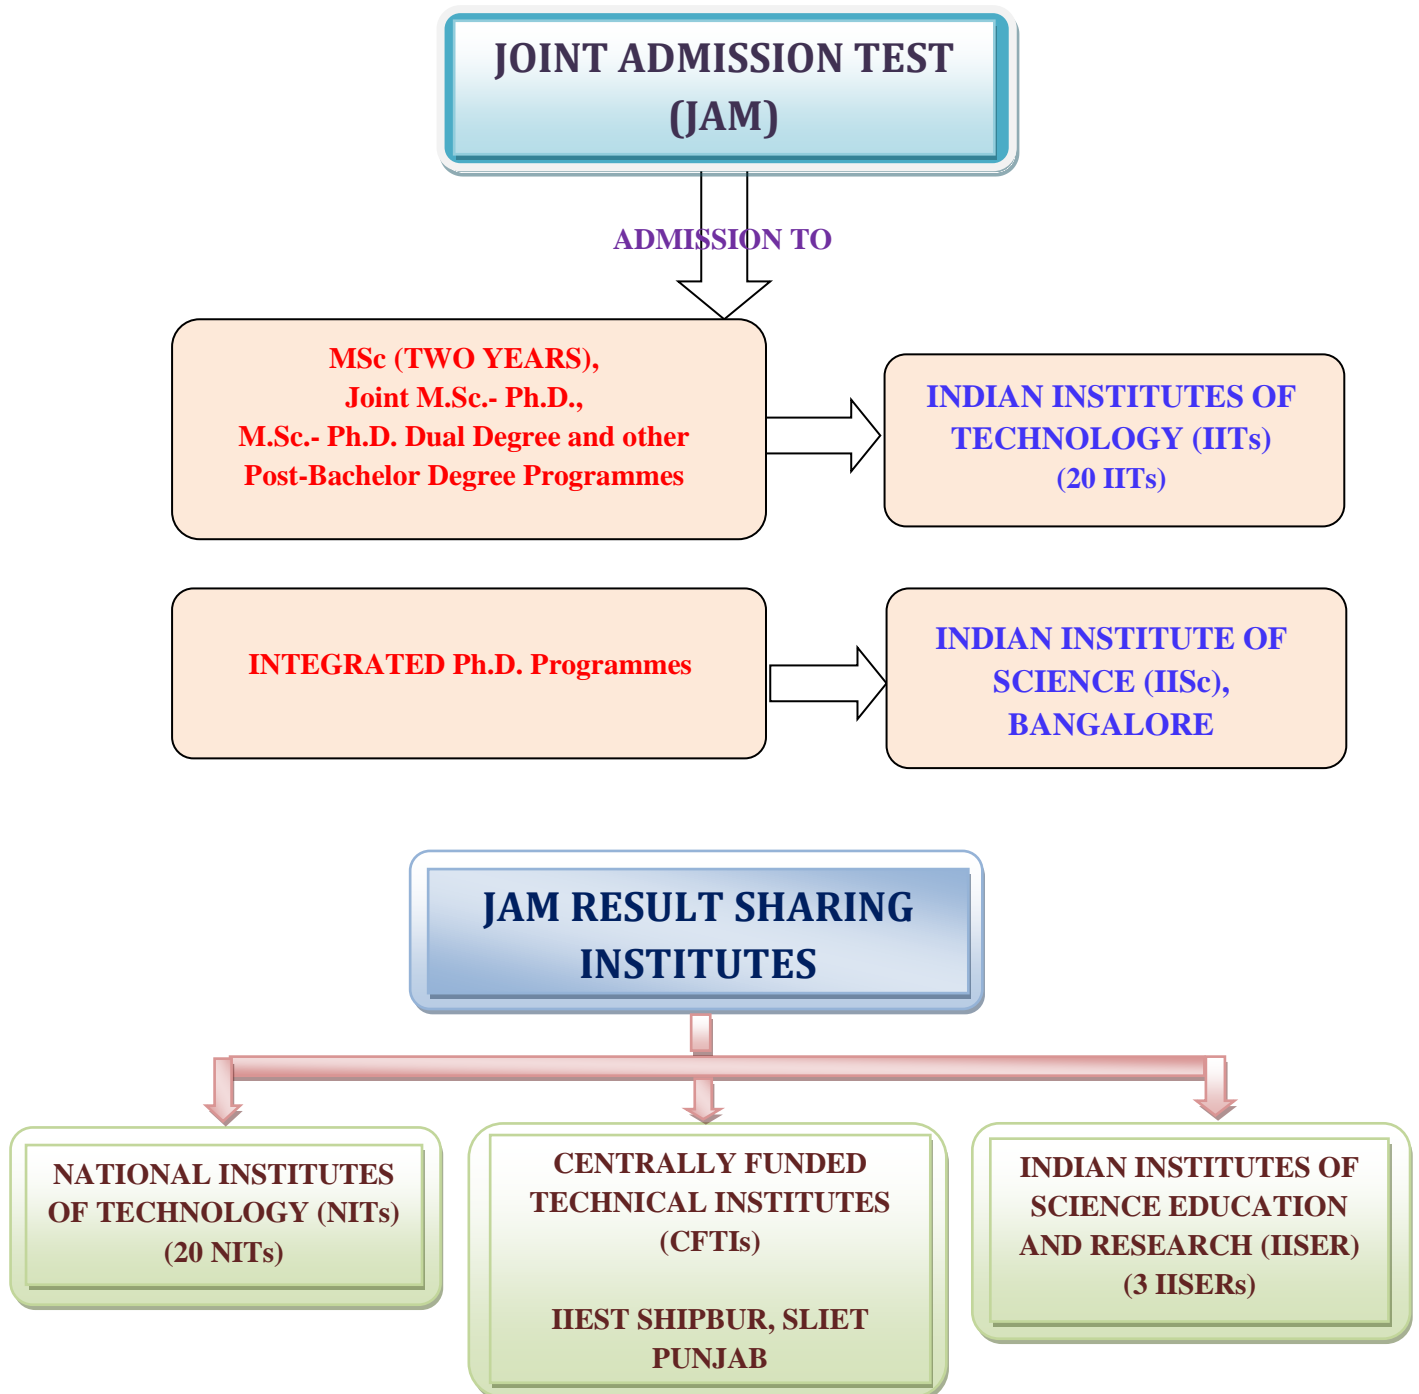 JOINT ADMISSION TEST
(JAM)
ADMISSION TO
MSc (TWO YEARS),
Joint M.Sc.- Ph.D.,
M.Sc.- Ph.D. Dual Degree and other
Post-Bachelor Degree Programmes
INDIAN INSTITUTES OF
TECHNOLOGY (IITs)
(20 IITs)
INTEGRATED Ph.D. Programmes
INDIAN INSTITUTE OF
SCIENCE (IISc),
BANGALORE
JAM RESULT SHARING
INSTITUTES
NATIONAL INSTITUTES
OF TECHNOLOGY (NITs)
(20 NITs)
CENTRALLY FUNDED
TECHNICAL INSTITUTES
(CFTIs)
IIEST SHIPBUR, SLIET
PUNJAB
INDIAN INSTITUTES OF
SCIENCE EDUCATION
AND RESEARCH (IISER)
(3 IISERs)